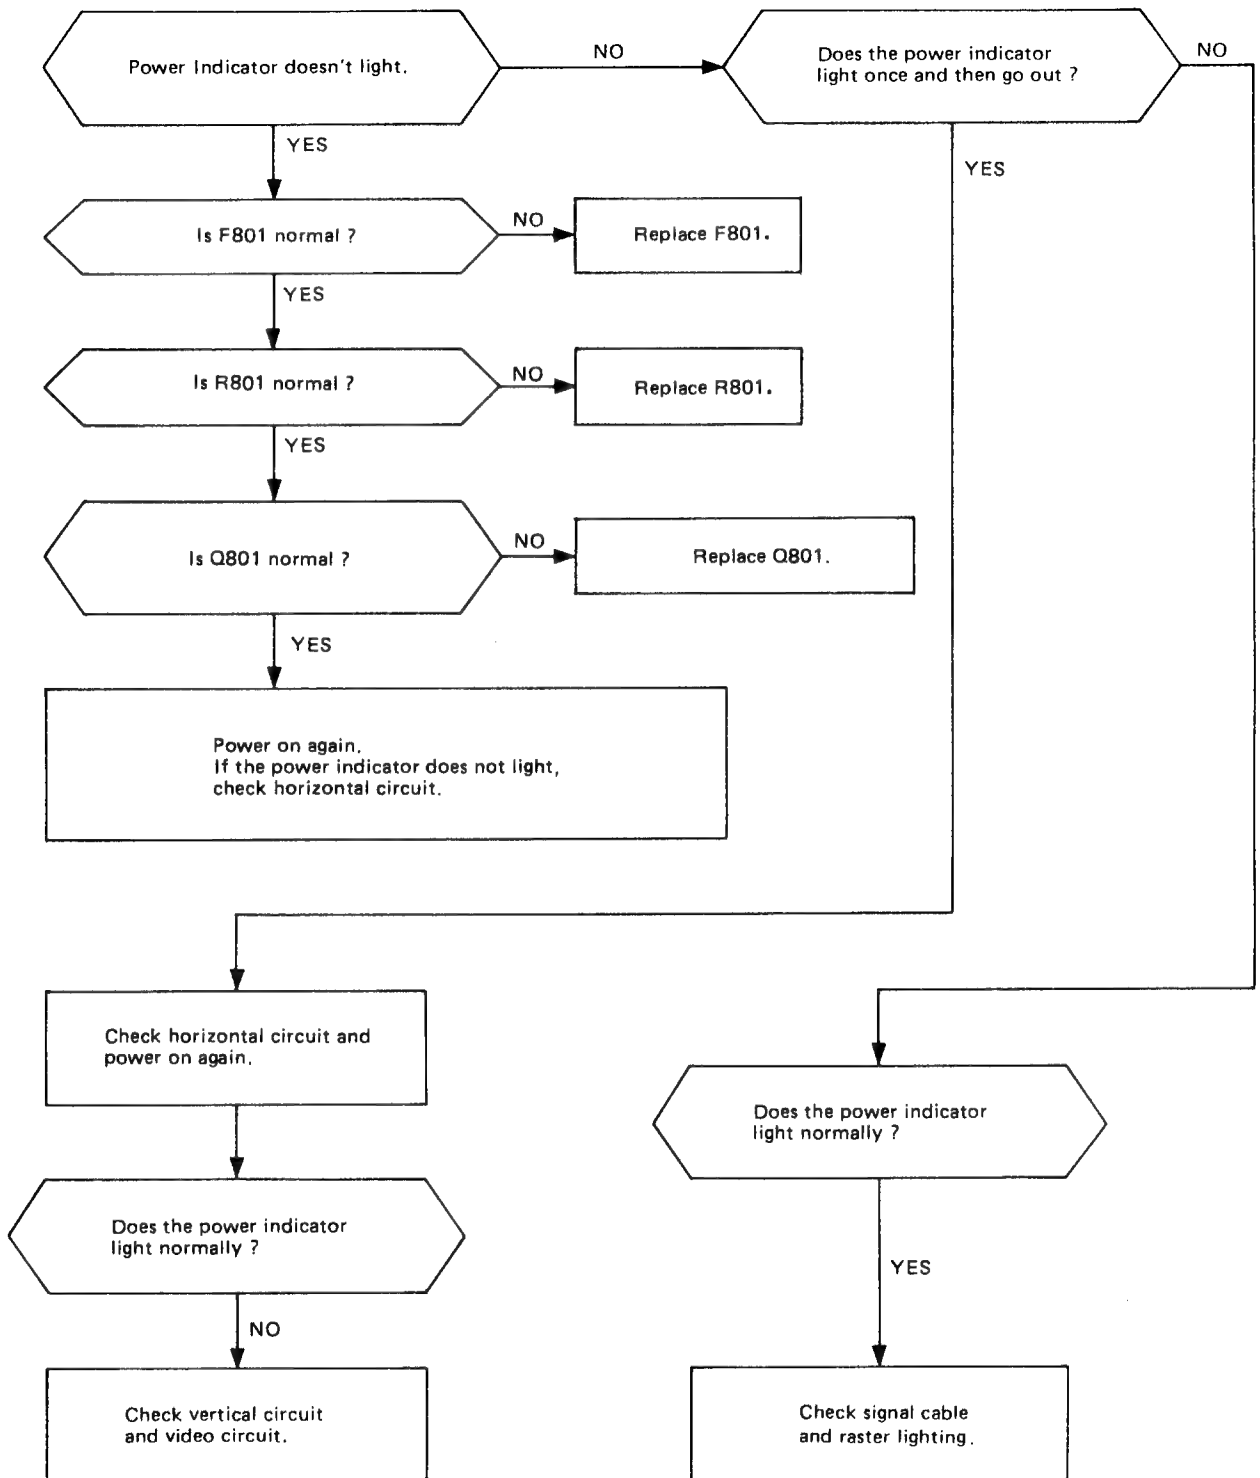 Power Indicator doesn't light.
NO
Does the power indicator
light once and then go out ?
NO
YES
YES
Is F801 normal ?
NO
Replace F801.
YES
Is R801 normal ?
NO
Replace R801.
YES
Is Q801 normal ?
NO
Replace Q801.
YES
Power on again.
If the power indicator does not light,
check horizontal circuit.
Check horizontal circuit and
power on again.
Does the power indicator
light normally ?
Does the power indicator
light normally ?
YES
NO
Check vertical circuit
and video circuit.
Check signal cable
and raster lighting.